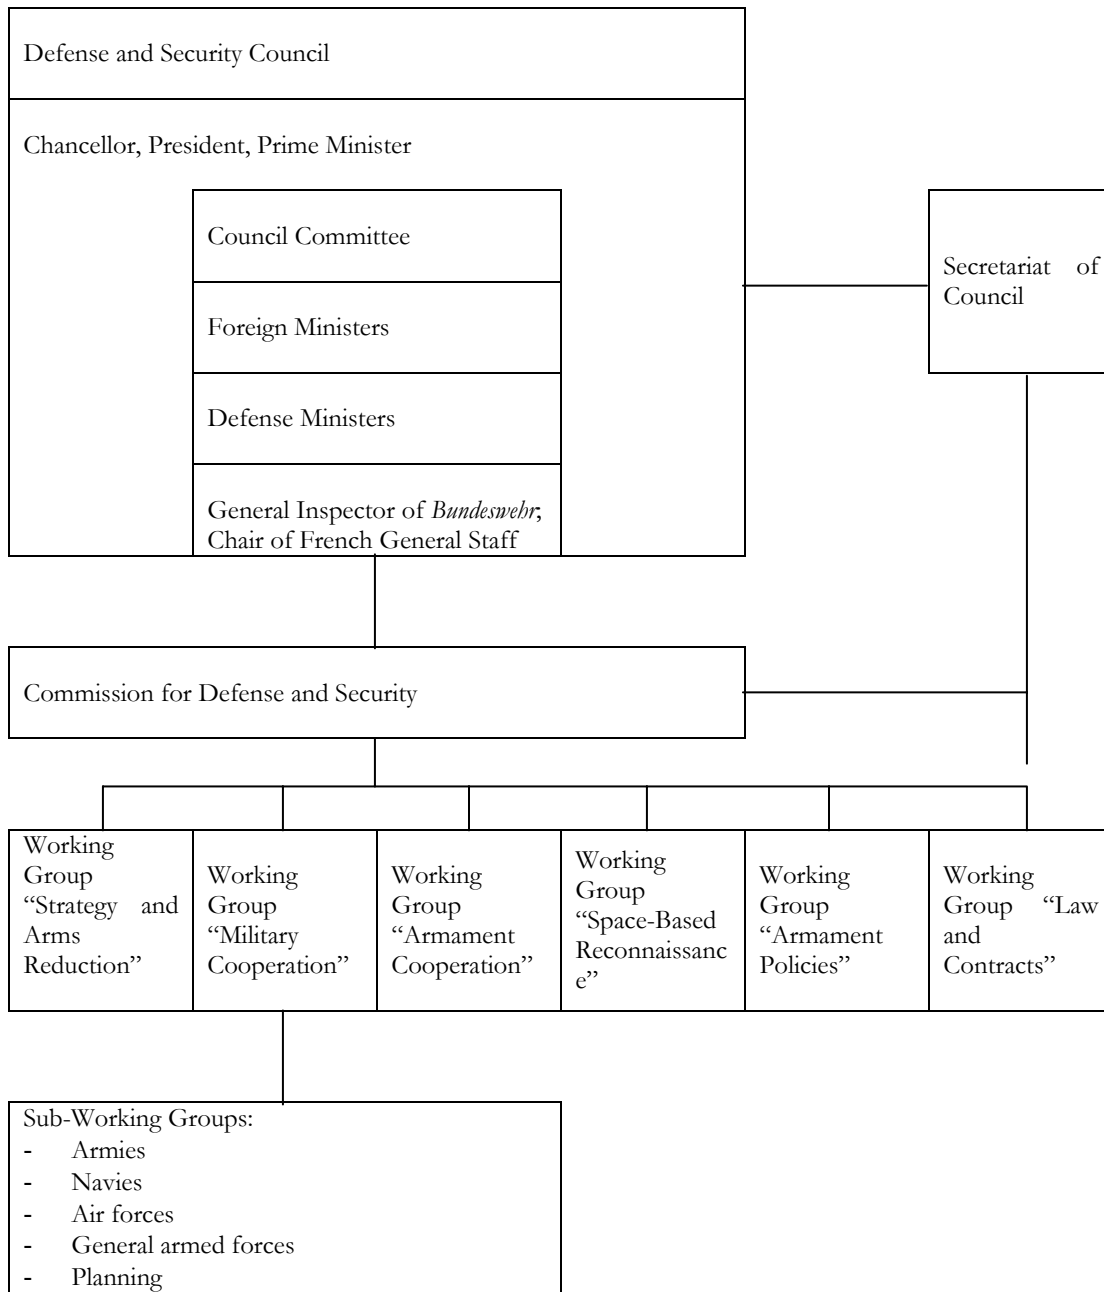 Defense and Security Council
Chancellor, President, Prime Minister
Council Committee
Foreign Ministers
Defense Ministers
General Inspector of Bundeswehr;
Chair of French General Staff
Secretariat of
Council
Commission for Defense and Security
Working
Group
“Strategy and
Arms
Reduction”
Working
Group
“Military
Cooperation”
Working
Group
“Armament
Cooperation”
Working
Group
“Space-Based
Reconnaissanc
e”
Working
Group
“Armament
Policies”
Working
Group “Law
and
Contracts”
Sub-Working Groups:
- Armies
- Navies
- Air forces
- General armed forces
- Planning